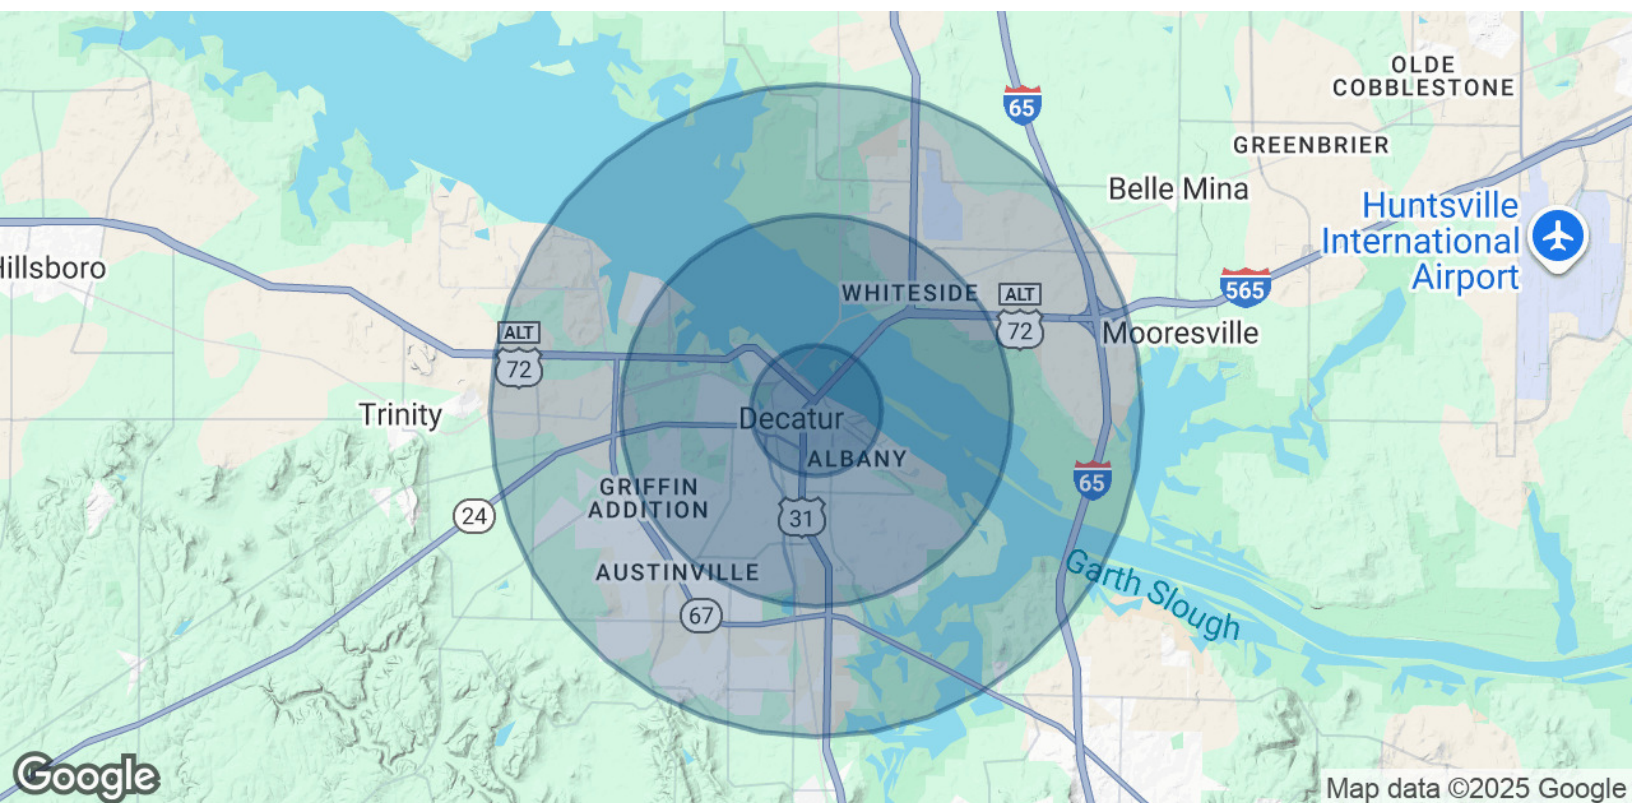 OLDE
COBBLESTONE
65
GREENBRIER
Belle Mina
Huntsville
International
Airport
Hillsboro
WHITESIDE
ALT
72
565
Mooresville
ALT
72
Trinity
Decatur
ALBANY
65
GRIFFIN
ADDITION
24
31
AUSTINVILLE
Garth Slough
67
Google
Map data ©2025 Google